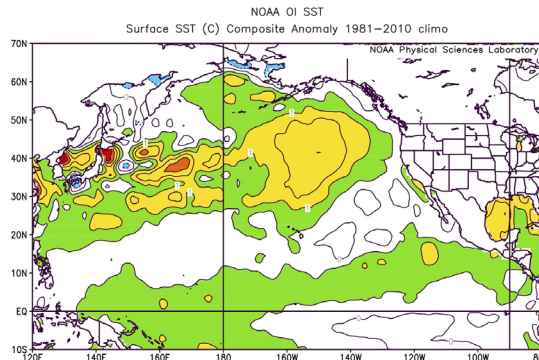 NOAA OI SST
Surface SST (C) Composite Anomaly 1981-2010 climo
70N
NOAA Physical Sciences Laboratory
60N
50N
40N
30N
20N
10N
EQ
10S
120E 140E 160E 180 160W 140W 120W 100W